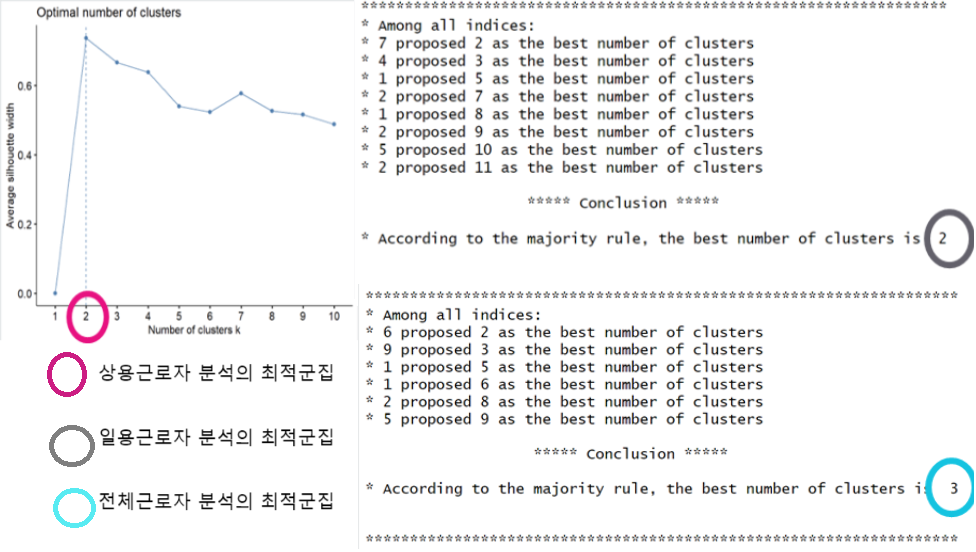 Optimal number of clusters
Average silhouette width
0.6
0.4
0.2
0.0
1 2 3 4 5 6 7 8 9 10
Number of clusters k
상용근로자 분석의 최적군집
일용근로자 분석의 최적군집
전체근로자 분석의 최적군집
*******************************************************************
* Among all indices:
* 7 proposed 2 as the best number of clusters
* 4 proposed 3 as the best number of clusters
* 1 proposed 5 as the best number of clusters
* 2 proposed 7 as the best number of clusters
* 1 proposed 8 as the best number of clusters
* 2 proposed 9 as the best number of clusters
* 5 proposed 10 as the best number of clusters
* 2 proposed 11 as the best number of clusters
***** Conclusion *****
* According to the majority rule, the best number of clusters is 2
*******************************************************************
* Among all indices:
* 6 proposed 2 as the best number of clusters
* 9 proposed 3 as the best number of clusters
* 1 proposed 5 as the best number of clusters
* 1 proposed 6 as the best number of clusters
* 2 proposed 8 as the best number of clusters
* 5 proposed 9 as the best number of clusters
***** Conclusion *****
* According to the majority rule, the best number of clusters is 3
*******************************************************************